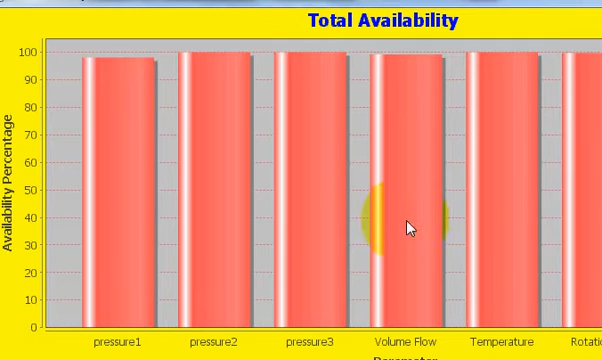 Total Availability
Availability Percentage
100
90
80
70
60
50
40
30
20
10
0
pressure1 pressure2 pressure3 Volume Flow Temperature Rotatio
Parameter